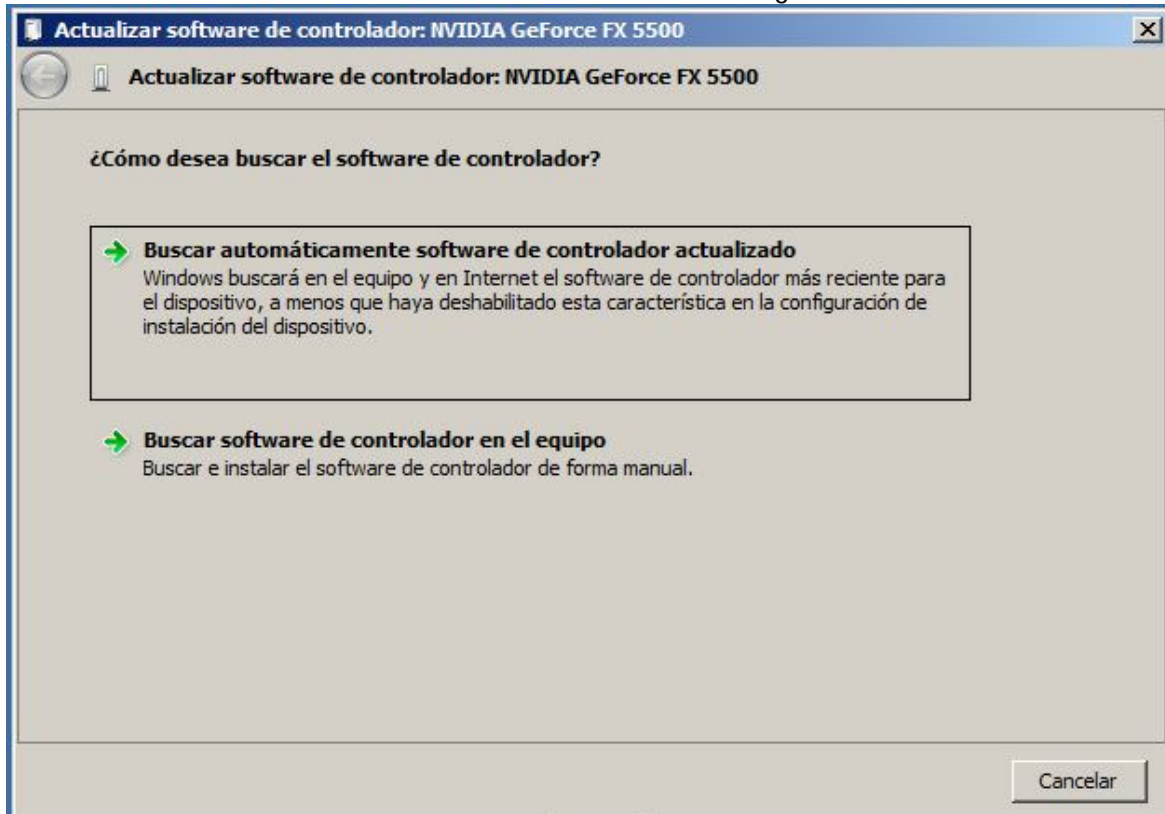 Actualizar software de controlador: NVIDIA GeForce FX 5500
Actualizar software de controlador: NVIDIA GeForce FX 5500
¿Cómo desea buscar el software de controlador?
Buscar automáticamente software de controlador actualizado
Windows buscará en el equipo y en Internet el software de controlador más reciente para
el dispositivo, a menos que haya deshabilitado esta característica en la configuración de
instalación del dispositivo.
Buscar software de controlador en el equipo
Buscar e instalar el software de controlador de forma manual.
Cancelar